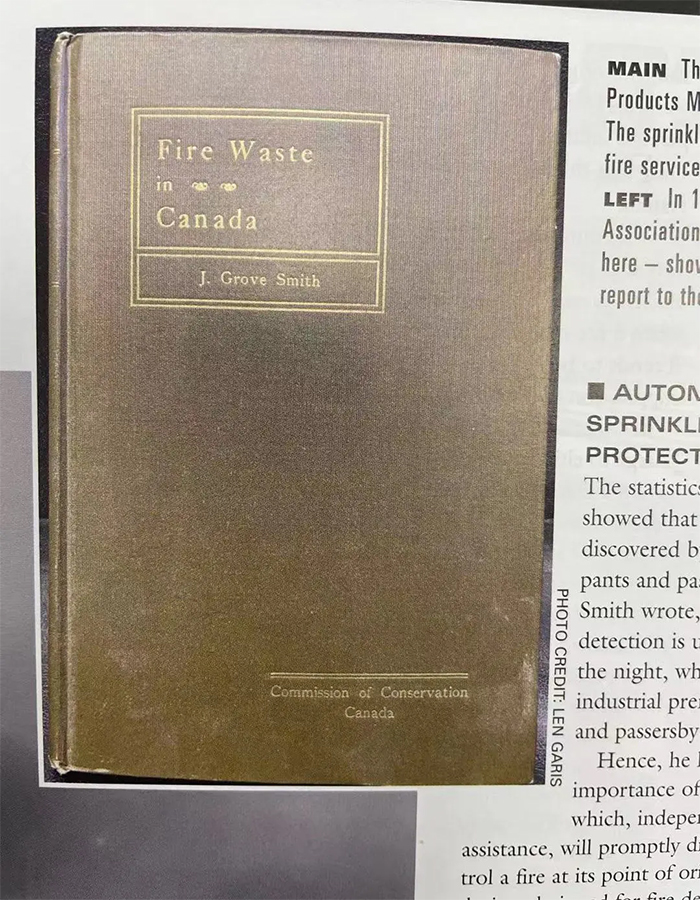 Fire Waste
in
Canada
J. Grove Smith
Commission of Conservation
Canada
PHOTO CREDIT: LEN GARIS
MAIN Th
Products M
The sprinkl
fire service
LEFT In 1
Association
here – show
report to the
■ AUTOM
SPRINKL
PROTECT
The statistics
showed that
discovered b
pants and pa
Smith wrote,
detection is u
the night, wh
industrial pre
and passersby
Hence, he
importance of
which, indepen
assistance, will promptly d
trol a fire at its point of ori